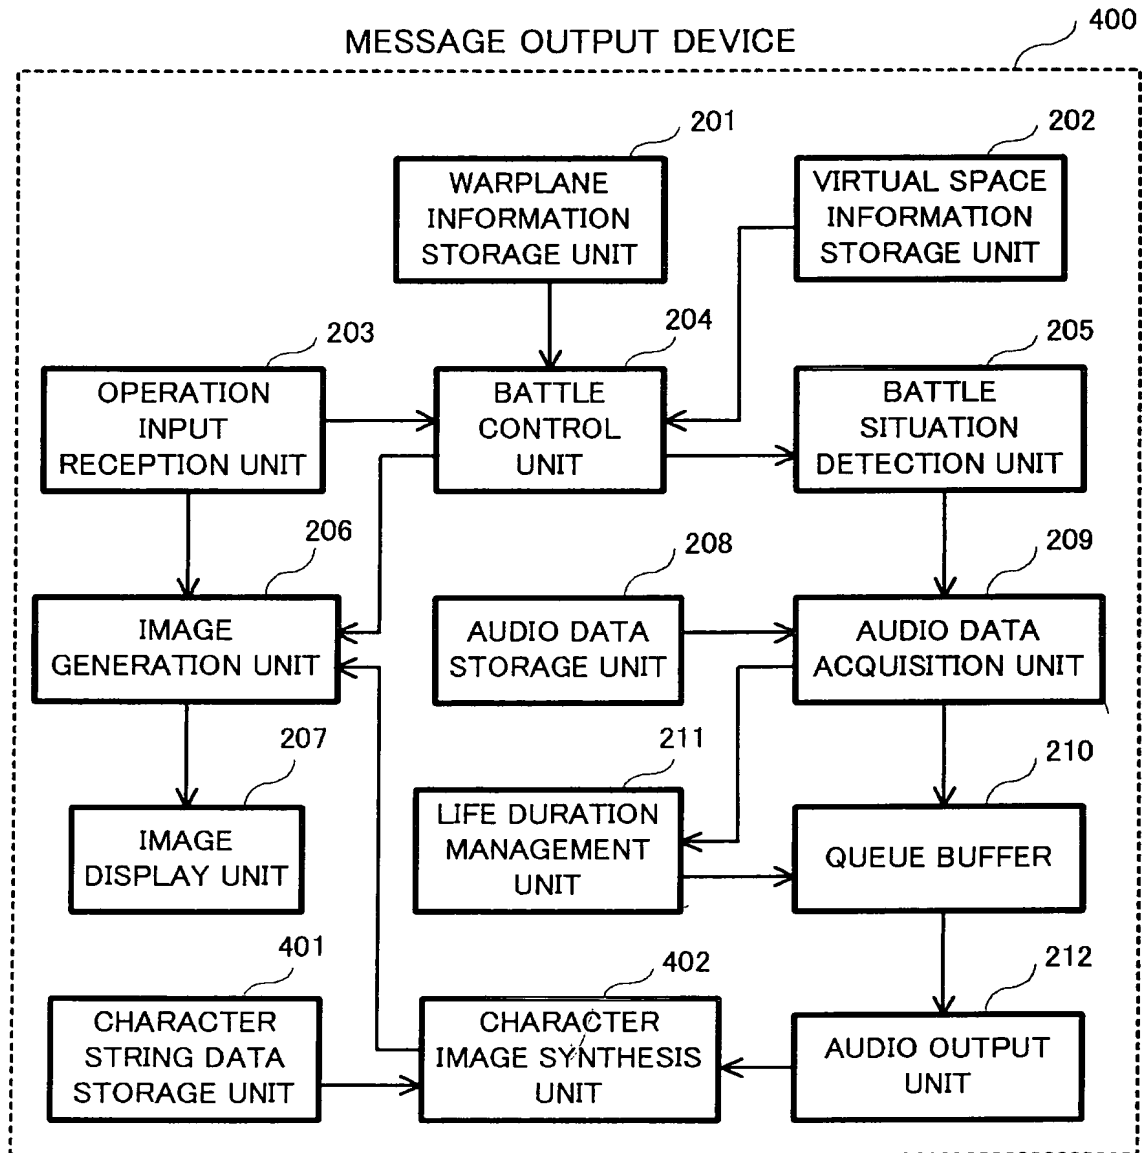 400
MESSAGE OUTPUT DEVICE
201
WARPLANE
INFORMATION
STORAGE UNIT
202
VIRTUAL SPACE
INFORMATION
STORAGE UNIT
203
OPERATION
INPUT
RECEPTION UNIT
204
BATTLE
CONTROL
UNIT
205
BATTLE
SITUATION
DETECTION UNIT
206
IMAGE
GENERATION UNIT
208
AUDIO DATA
STORAGE UNIT
209
AUDIO DATA
ACQUISITION UNIT
207
IMAGE
DISPLAY UNIT
211
LIFE DURATION
MANAGEMENT
UNIT
210
QUEUE BUFFER
401
CHARACTER
STRING DATA
STORAGE UNIT
402
CHARACTER
IMAGE SYNTHESIS
UNIT
212
AUDIO OUTPUT
UNIT